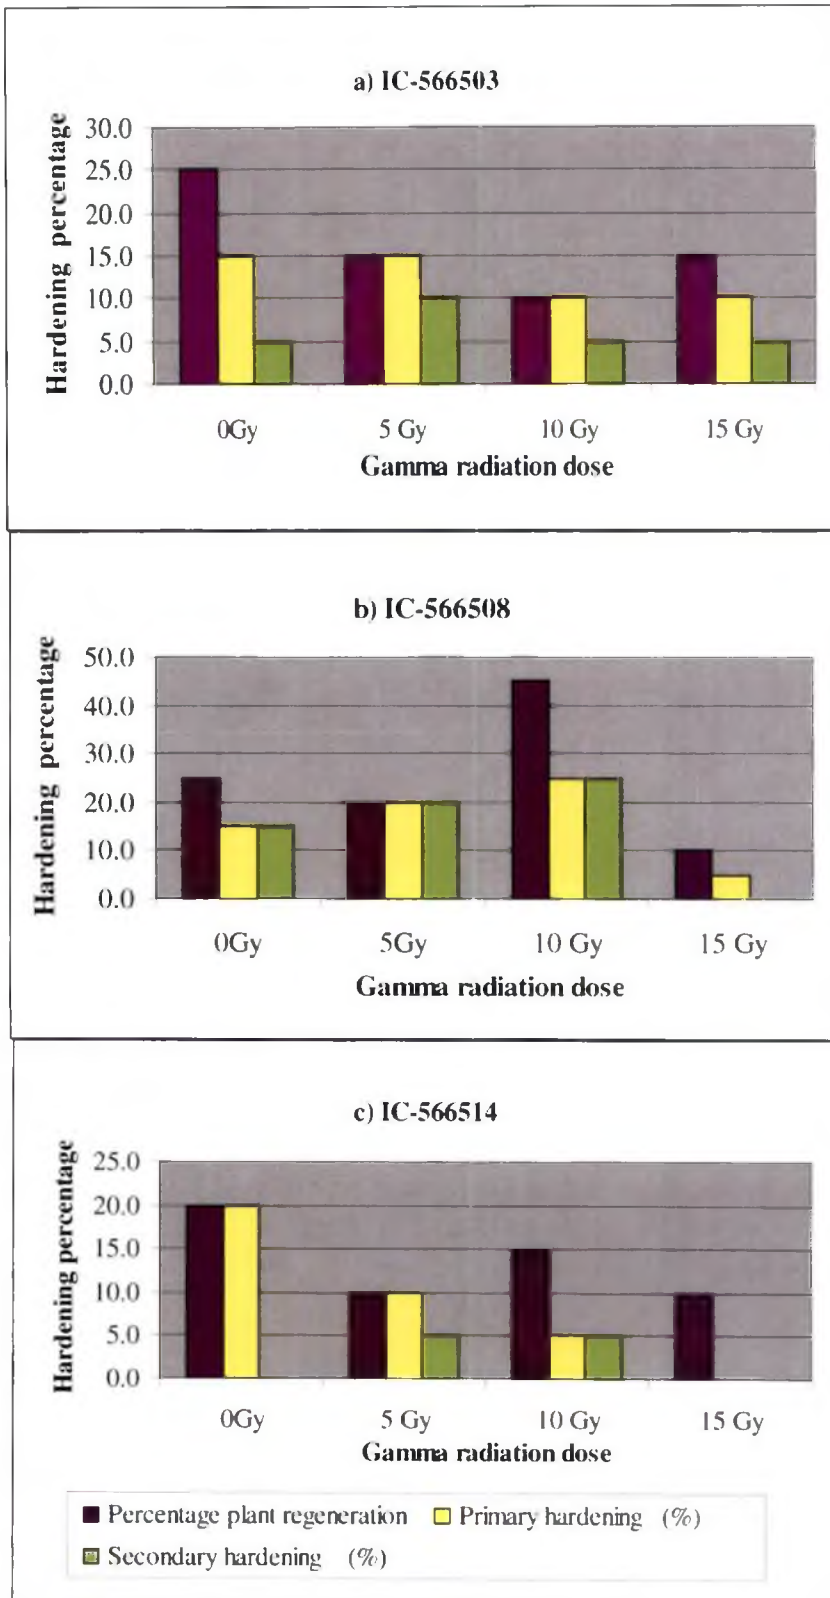 a) IC-566503
Hardening percentage
30.0
25.0
20.0
15.0
10.0
5.0
0.0
0Gy 5 Gy 10 Gy 15 Gy
Gamma radiation dose
b) IC-566508
Hardening percentage
50.0
40.0
30.0
20.0
10.0
0.0
0Gy 5Gy 10 Gy 15 Gy
Gamma radiation dose
c) IC-566514
Hardening percentage
25.0
20.0
15.0
10.0
5.0
0.0
0Gy 5 Gy 10 Gy 15 Gy
Gamma radiation dose
Percentage plant regeneration Primary hardening (%)
Secondary hardening (%)